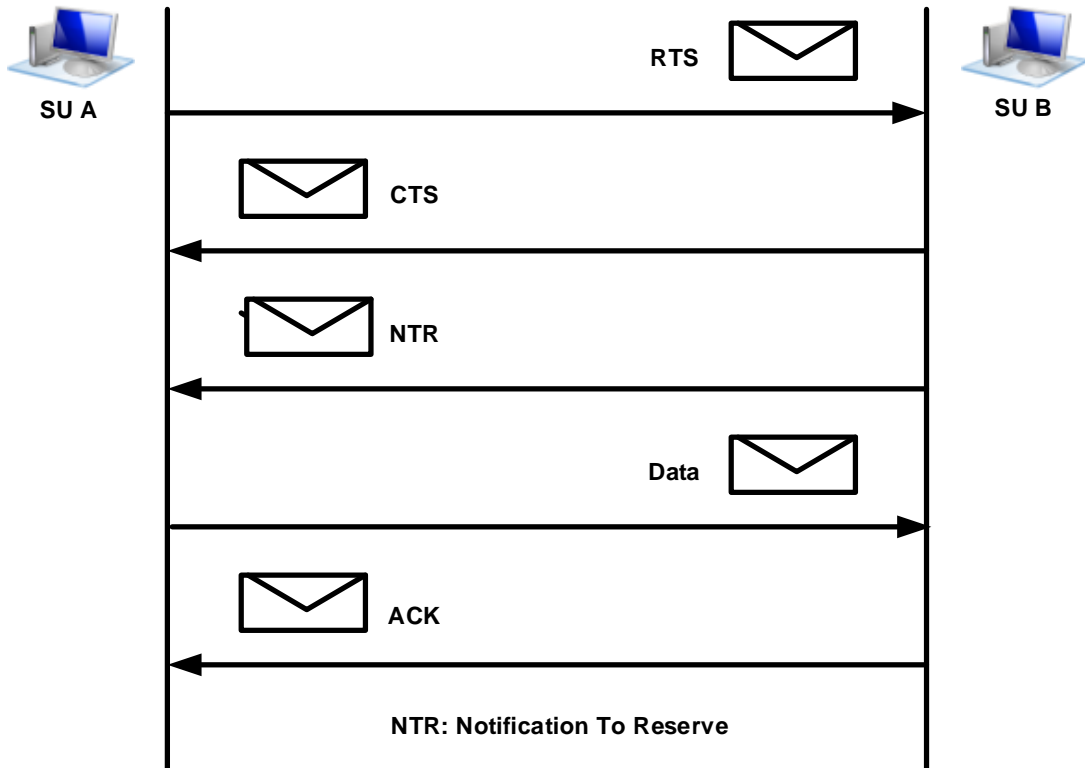 RTS
SU A
SU B
CTS
NTR
Data
ACK
NTR: Notification To Reserve